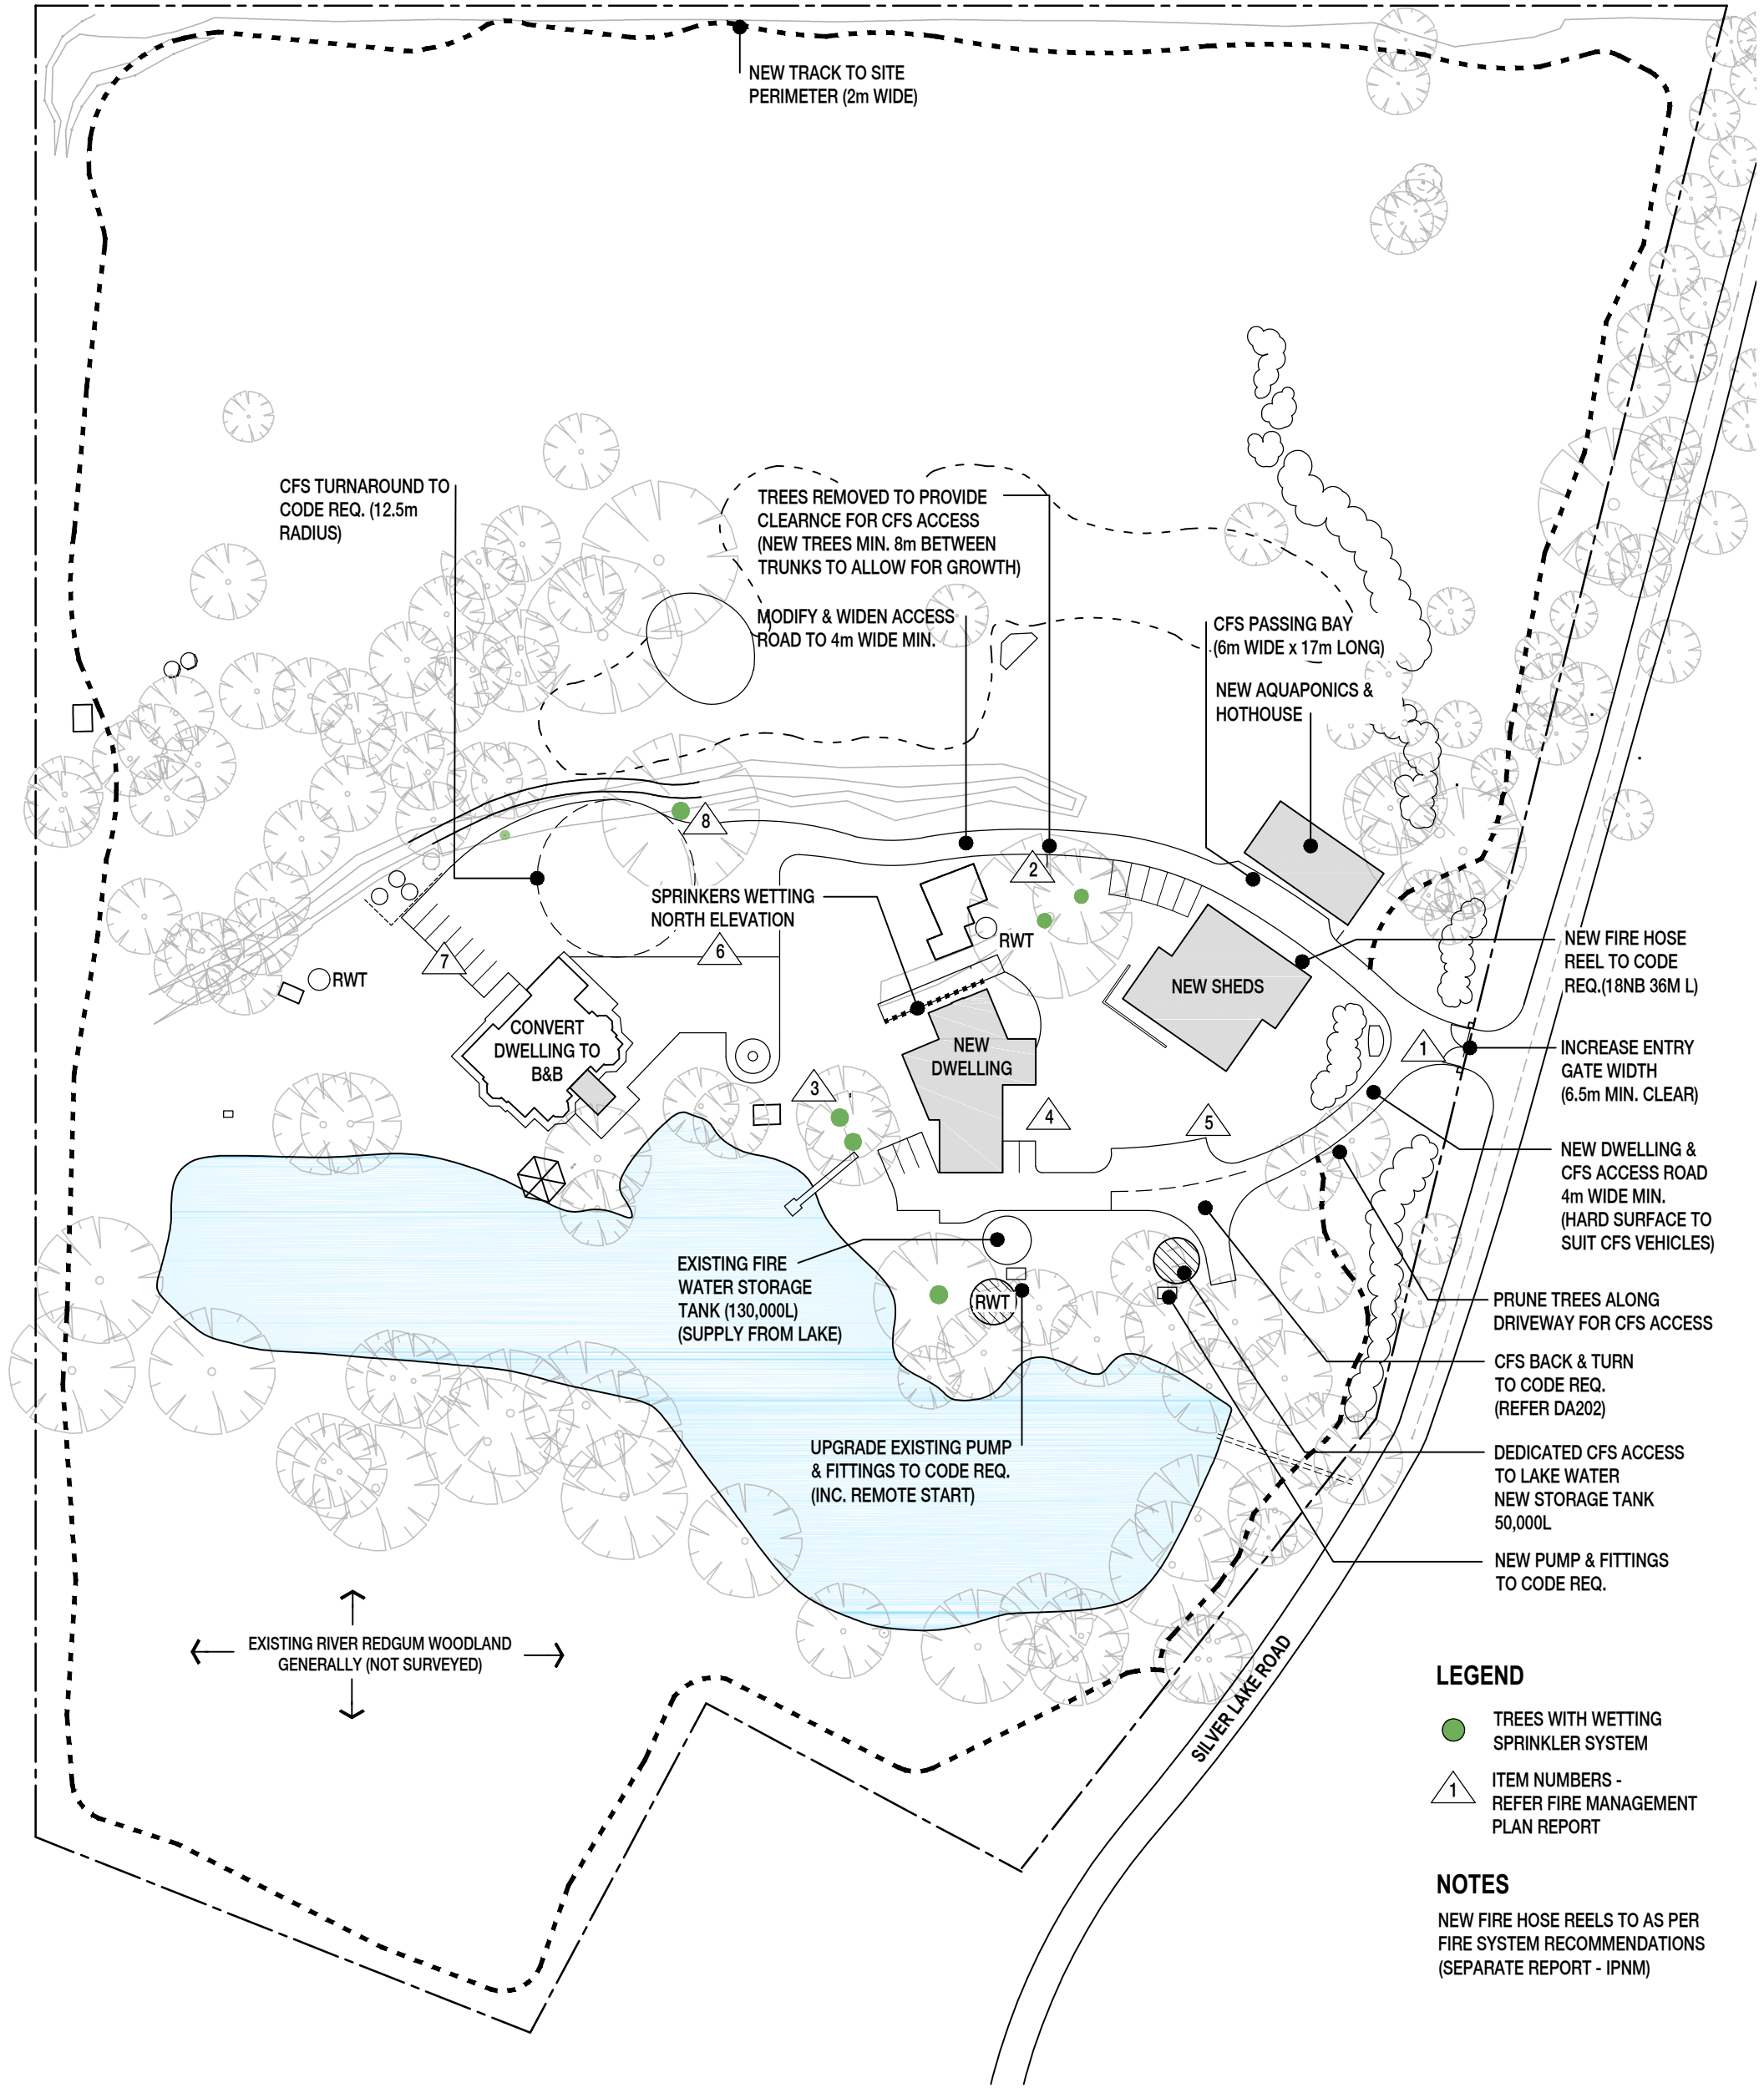 NEW TRACK TO SITE
PERIMETER (2m WIDE)
CFS TURNAROUND TO
CODE REQ. (12.5m
RADIUS)
TREES REMOVED TO PROVIDE
CLEARNCE FOR CFS ACCESS
(NEW TREES MIN. 8m BETWEEN
TRUNKS TO ALLOW FOR GROWTH)
MODIFY & WIDEN ACCESS
ROAD TO 4m WIDE MIN.
CFS PASSING BAY
(6m WIDE x 17m LONG)
NEW AQUAPONICS &
HOTHOUSE
8
2
SPRINKERS WETTING
NORTH ELEVATION
RWT
6
7
RWT
NEW SHEDS
NEW FIRE HOSE
REEL TO CODE
REQ.(18NB 36M L)
CONVERT
DWELLING TO
B&B
NEW
DWELLING
1
INCREASE ENTRY
GATE WIDTH
(6.5m MIN. CLEAR)
3
4
5
NEW DWELLING &
CFS ACCESS ROAD
4m WIDE MIN.
(HARD SURFACE TO
SUIT CFS VEHICLES)
EXISTING FIRE
WATER STORAGE
TANK (130,000L)
(SUPPLY FROM LAKE)
RWT
PRUNE TREES ALONG
DRIVEWAY FOR CFS ACCESS
CFS BACK & TURN
TO CODE REQ.
(REFER DA202)
UPGRADE EXISTING PUMP
& FITTINGS TO CODE REQ.
(INC. REMOTE START)
DEDICATED CFS ACCESS
TO LAKE WATER
NEW STORAGE TANK
50,000L
NEW PUMP & FITTINGS
TO CODE REQ.
EXISTING RIVER REDGUM WOODLAND
GENERALLY (NOT SURVEYED)
SILVER LAKE ROAD
LEGEND
TREES WITH WETTING
SPRINKLER SYSTEM
1
ITEM NUMBERS -
REFER FIRE MANAGEMENT
PLAN REPORT
NOTES
NEW FIRE HOSE REELS TO AS PER
FIRE SYSTEM RECOMMENDATIONS
(SEPARATE REPORT - IPNM)